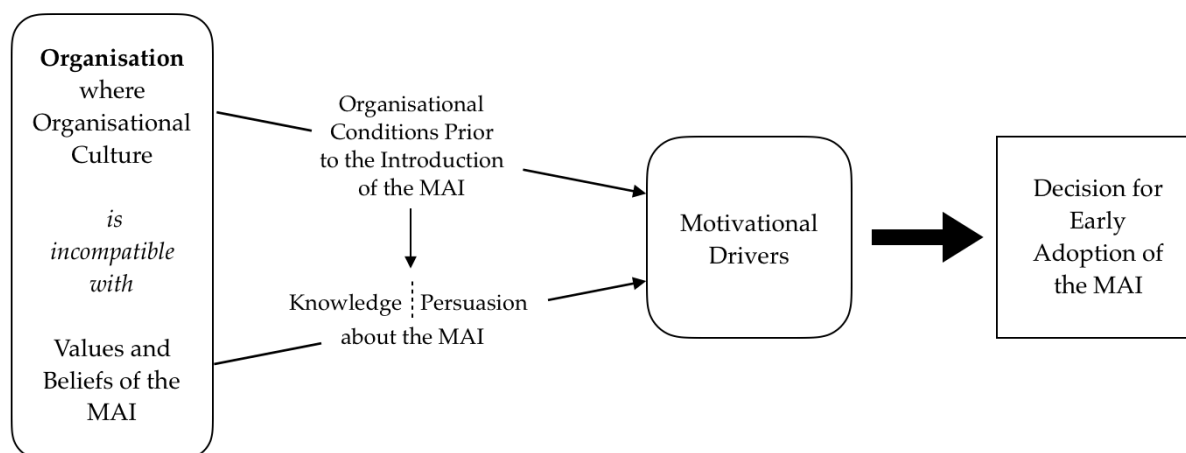 Organisation
where
Organisational
Culture
is
incompatible
with
Values and
Beliefs of the
MAI
Organisational
Conditions Prior
to the Introduction
of the MAI
Knowledge Persuasion
about the MAI
Motivational
Drivers
Decision for
Early
Adoption of
the MAI